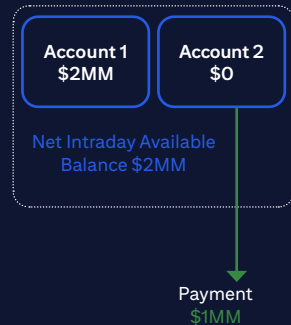 Account 1
$2MM
Account 2
$0
Net Intraday Available
Balance $2MM
Payment
$1MM